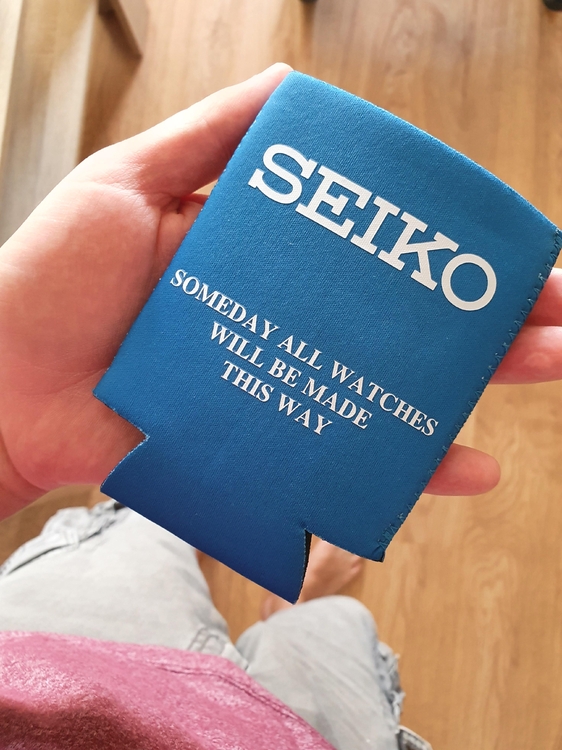 SEIKO
SOMEDAY ALL WATCHES
WILL BE MADE
THIS WAY